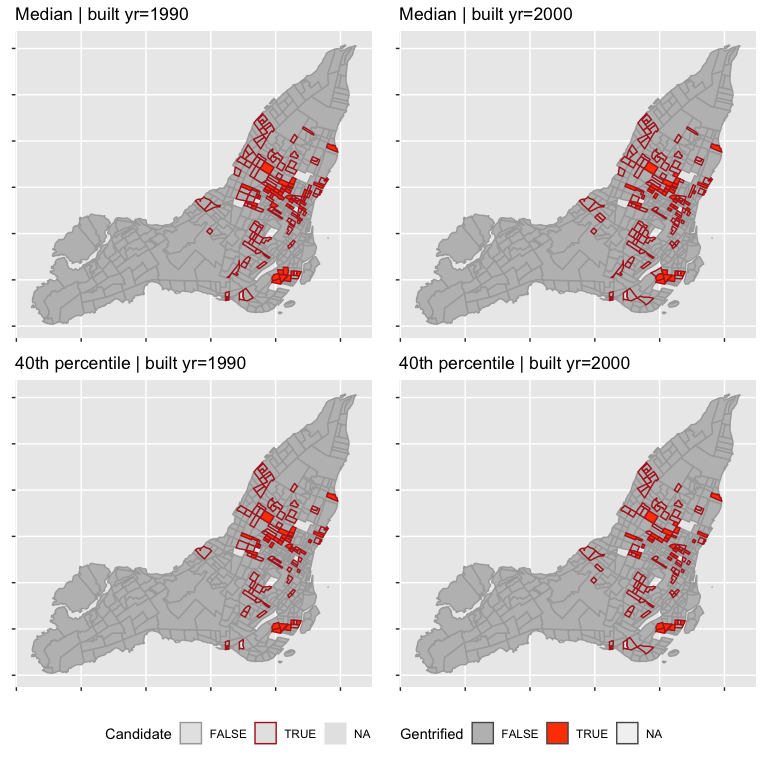 Median | built yr=1990
Median | built yr=2000
40th percentile | built yr=1990
40th percentile | built yr=2000
Candidate FALSE TRUE NA Gentrified FALSE TRUE NA